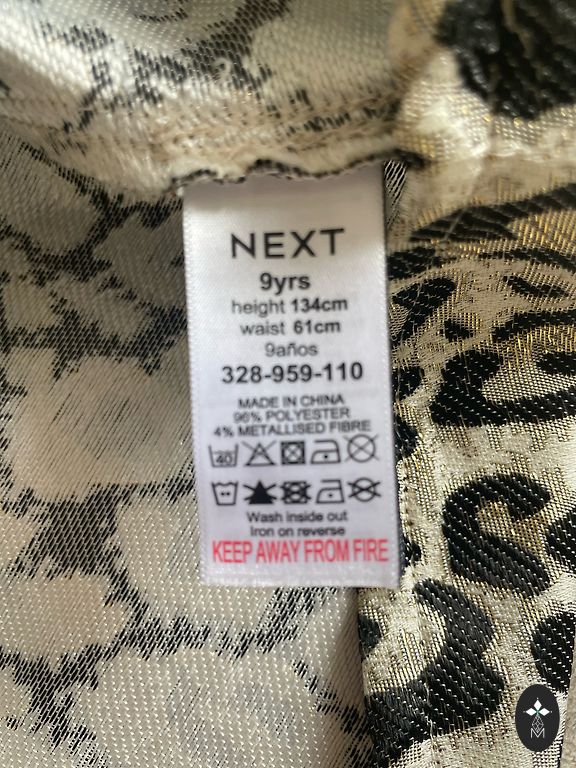 NEXT
9yrs
height 134cm
waist 61cm
9años
328-959-110
MADE IN CHINA
96% POLYESTER
4% METALLISED FIBRE
40
Wash inside out
Iron on reverse
KEEP AWAY FROM FIRE